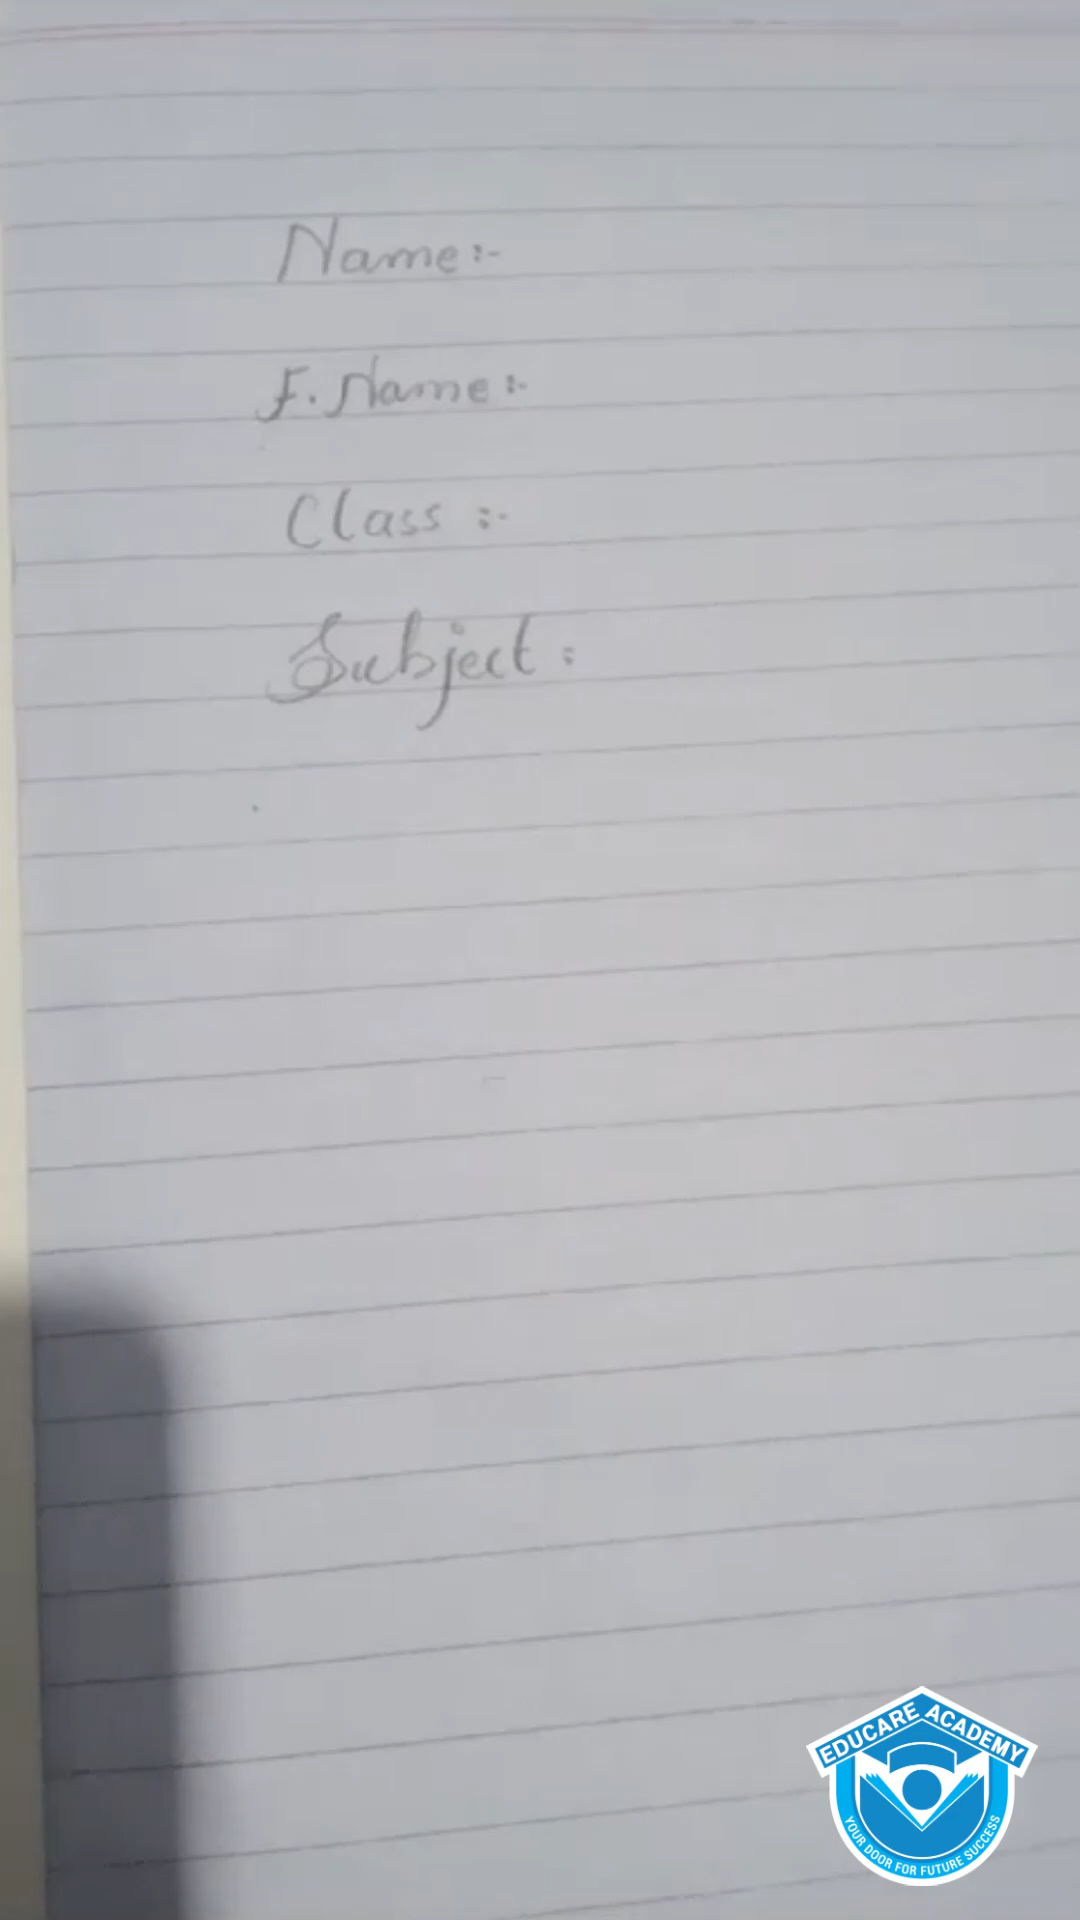 Name:-
F. Name:-
Class :-
Subject :
EDUCARE ACADEMY
YOUR DOOR FOR FUTURE SUCCESS